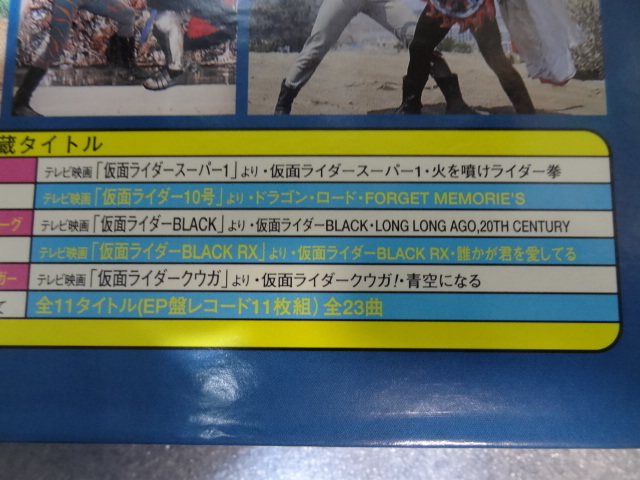 蔵タイトル
テレビ映画「仮面ライダースーパー1」より・仮面ライダースーパー1・火を噴けライダー拳
テレビ映画「仮面ライダー10号」より・ドラゴン・ロード・FORGET MEMORIE'S
ーグ テレビ映画「仮面ライダーBLACK」より・仮面ライダーBLACK・LONG LONG AGO,20TH CENTURY
テレビ映画「仮面ライダーBLACK RX」より・仮面ライダーBLACK RX・誰かが君を愛してる
ガー テレビ映画「仮面ライダークウガ」より・仮面ライダークウガ!・青空になる
て 全11タイトル(EP盤レコード11枚組)全23曲